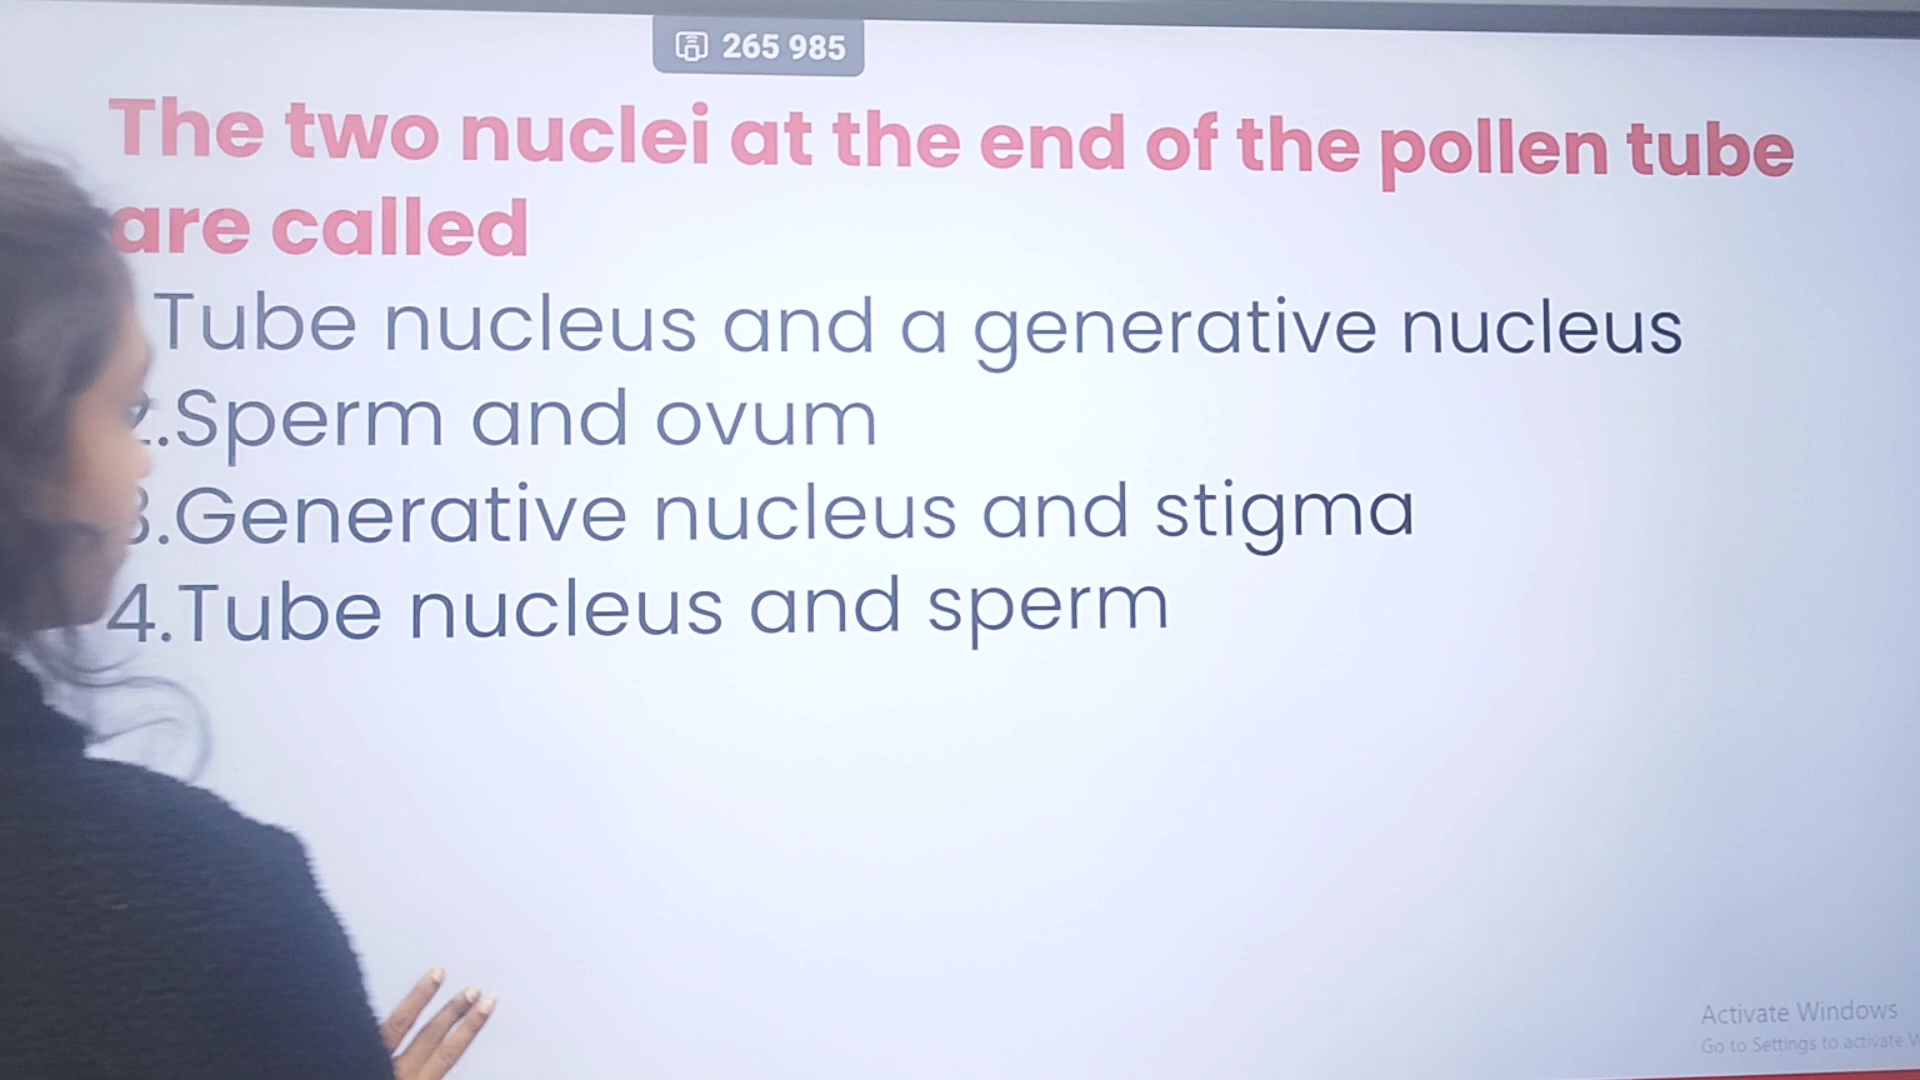 265 985
The two nuclei at the end of the pollen tube
are called
Tube nucleus and a generative nucleus
.Sperm and ovum
3.Generative nucleus and stigma
4.Tube nucleus and sperm
Activate Windows
Go to Settings to activate